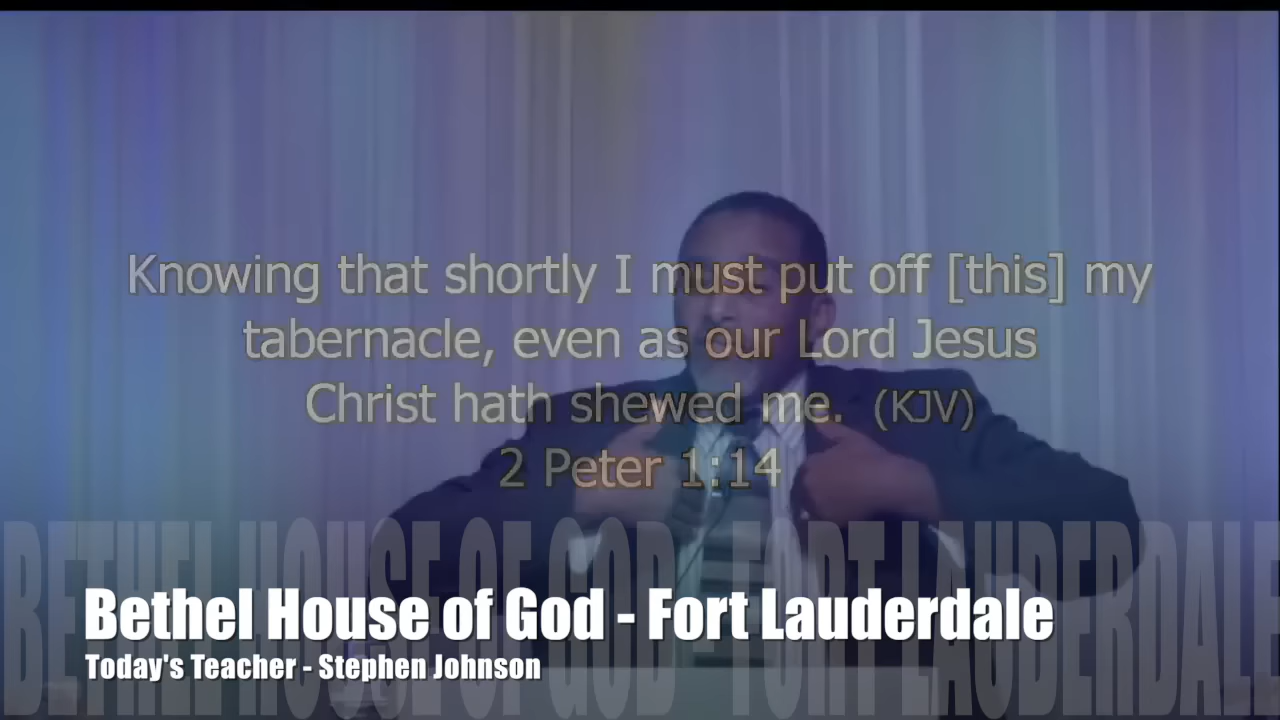 Knowing that shortly I must put off [this] my
tabernacle, even as our Lord Jesus
Christ hath shewed me. (KJV)
2 Peter 1:14
BETHEL HOUSE OF GOD - FORT LAUDERDALE
Bethel House of God - Fort Lauderdale
Today's Teacher - Stephen Johnson